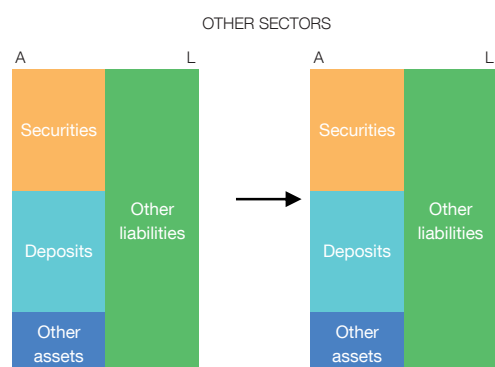 OTHER SECTORS
A L
A L
Securities
Deposits
Other
assets
Other
liabilities
Securities
Deposits
Other
assets
Other
liabilities